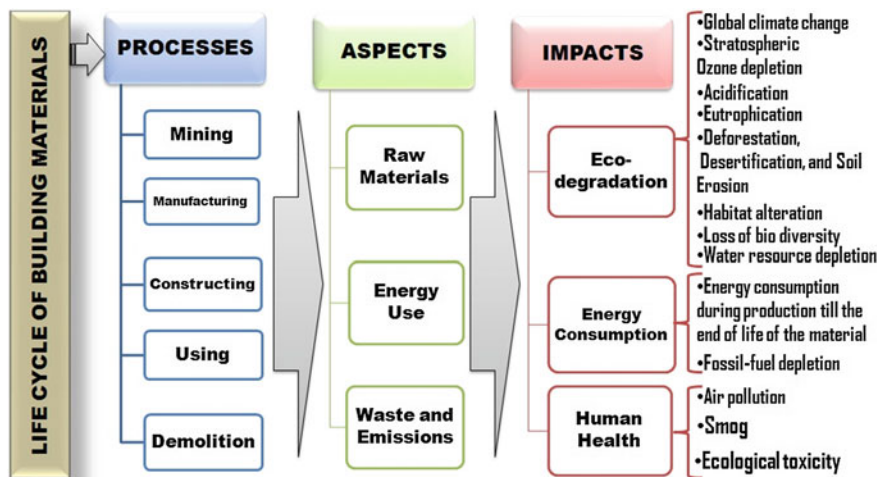 LIFE CYCLE OF BUILDING MATERIALS
PROCESSES
Mining
Manufacturing
Constructing
Using
Demolition
ASPECTS
Raw
Materials
Energy
Use
Waste and
Emissions
IMPACTS
Eco-
degradation
•Global climate change
•Stratospheric
Ozone depletion
•Acidification
•Eutrophication
•Deforestation,
Desertification, and Soil
Erosion
•Habitat alteration
•Loss of bio diversity
•Water resource depletion
Energy
Consumption
•Energy consumption
during production till the
end of life of the material
•Fossil-fuel depletion
Human
Health
•Air pollution
•Smog
•Ecological toxicity